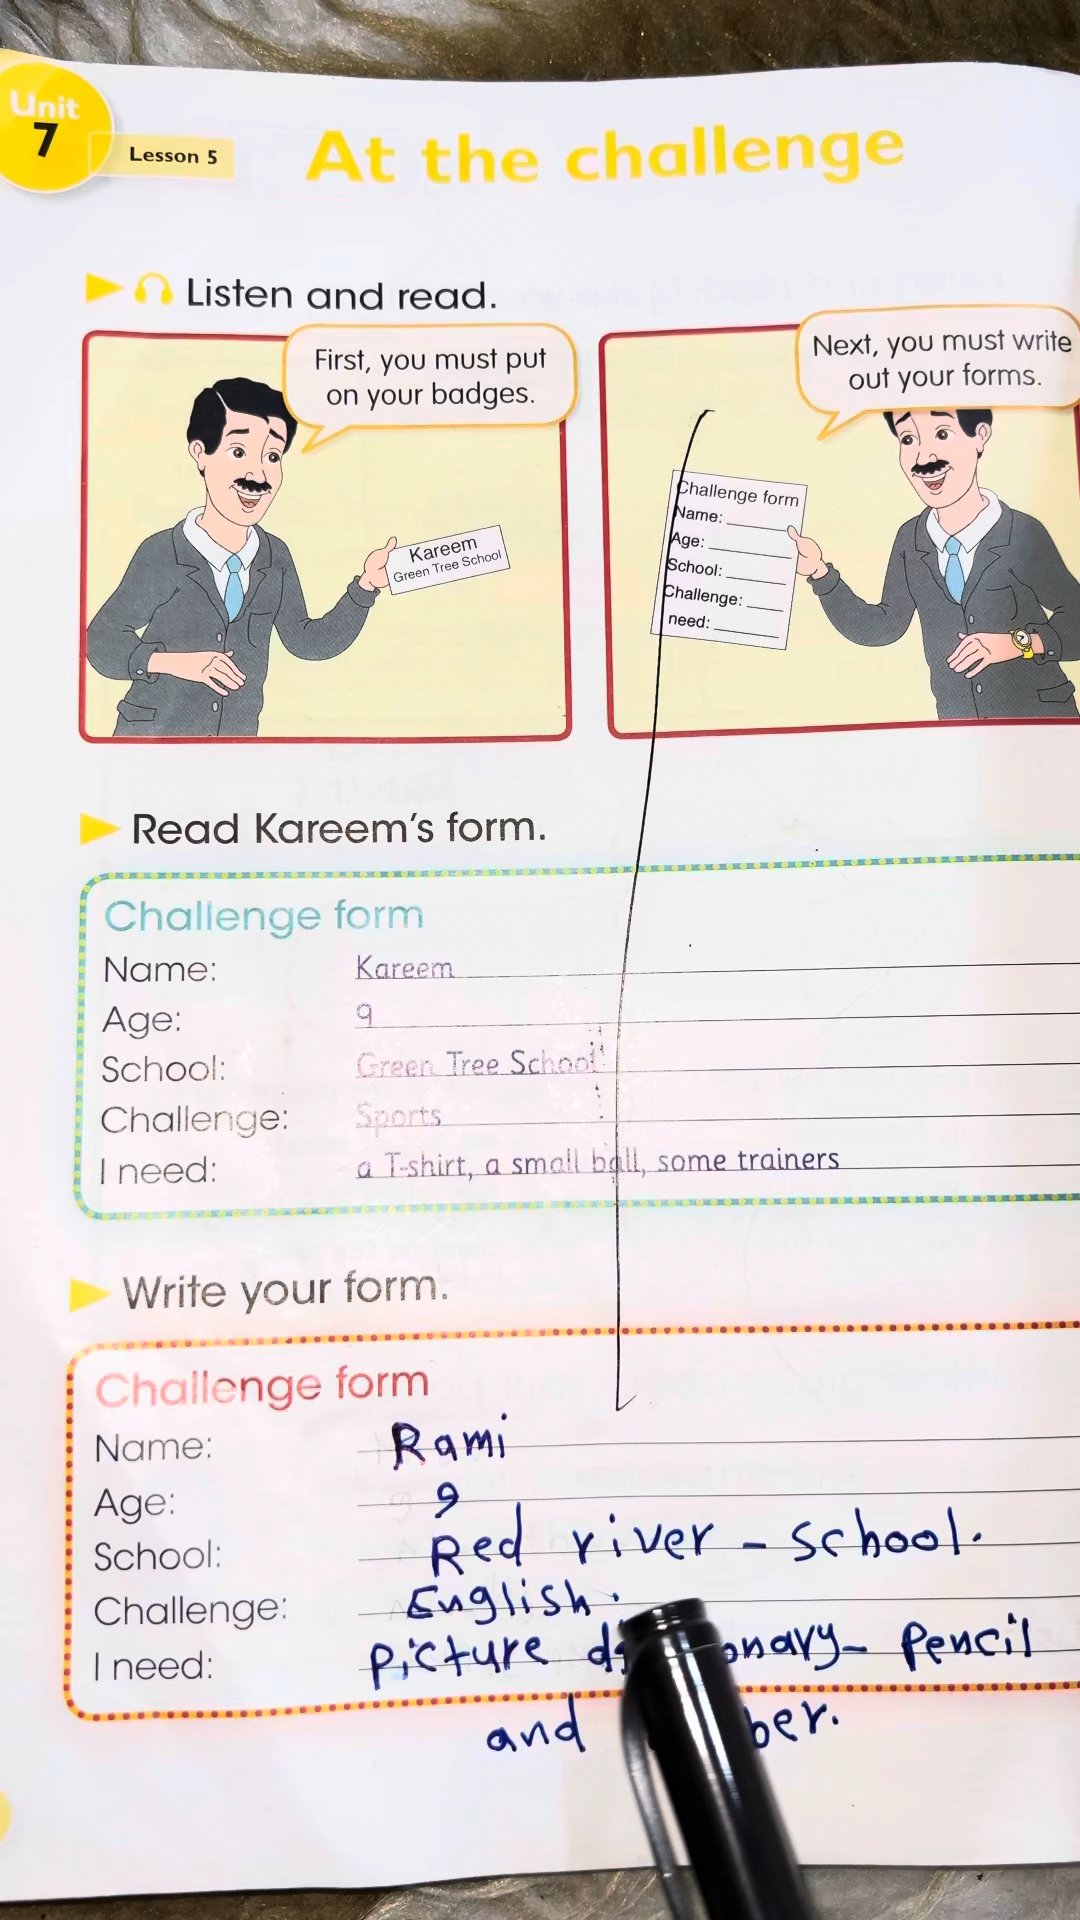 Unit
7
Lesson 5
At the challenge
Listen and read.
First, you must put
on your badges.
Kareem
Green Tree School
Next, you must write
out your forms.
Challenge form
Name:
Age:
School:
Challenge:
need:
Read Kareem's form.
Challenge form
Name: Kareem
Age: 9
School: Green Tree School
Challenge: Sports
I need: a T-shirt, a small ball, some trainers
Write your form.
Challenge form
Name: Rami
Age: 9
School: Red river - school.
Challenge: English.
I need: picture - pencil
and